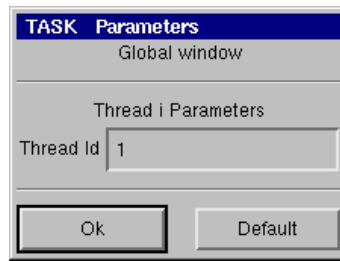 TASK Parameters
Global window
Thread i Parameters
Thread Id 1
Ok Default